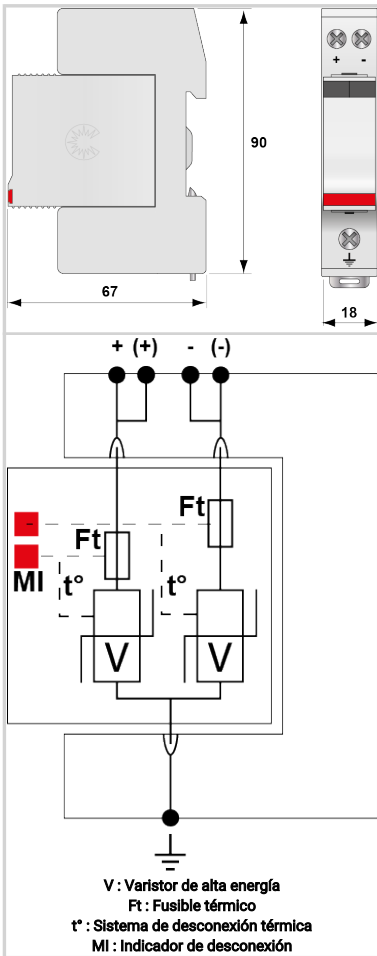 + -
90
67
18
+ (+) - (-)
-
Ft
Ft
MI
t°
t°
V
V
V : Varistor de alta energía
Ft : Fusible térmico
t° : Sistema de desconexión térmica
MI : Indicador de desconexión